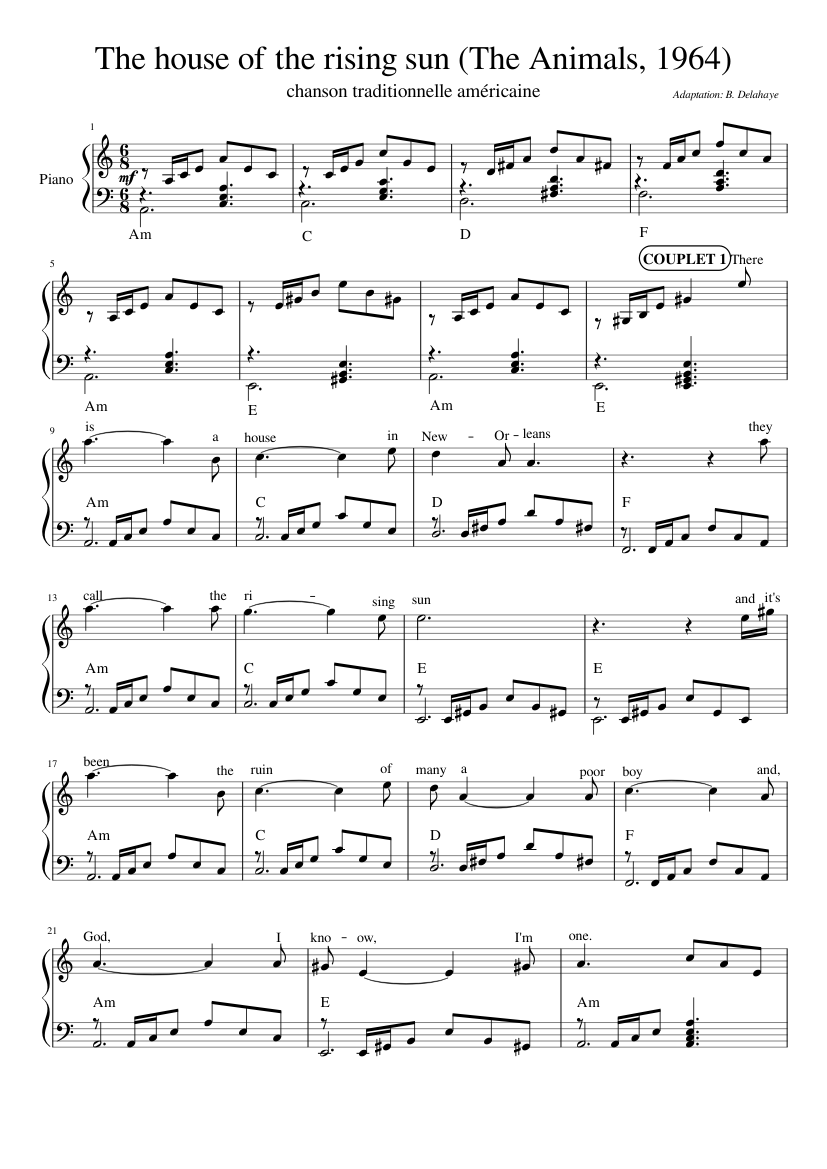 The house of the rising sun (The Animals, 1964)
chanson traditionnelle américaine
Adaptation: B. Delahaye
1
Piano
6 8
mf
6 8
Am C D F
COUPLET 1 There
5
Am E Am E
9
is a house in New - Or - leans they
Am C D F
13
call the ri - sing sun and it's
Am C E E
17
been the ruin of many a poor boy and,
Am C D F
21
God, I kno - ow, I'm one.
Am E Am